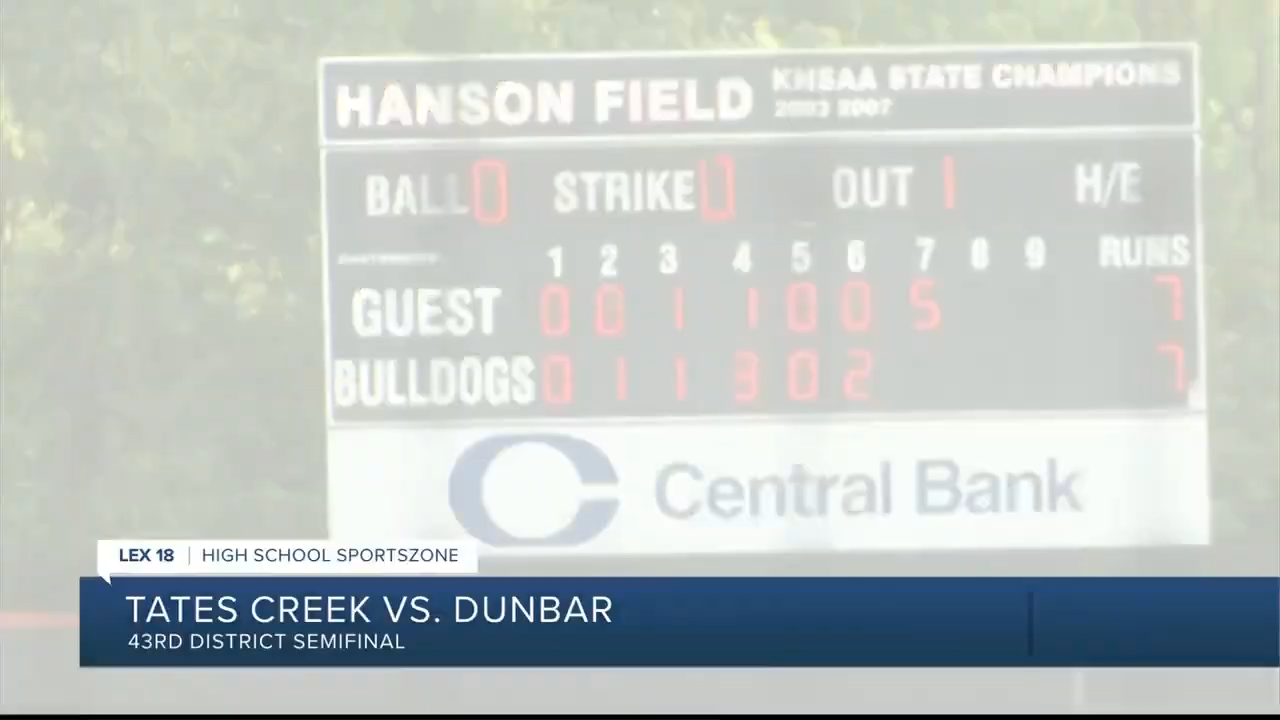 HANSON FIELD KHSAA STATE CHAMPIONS
2003 2007
BALL 0 STRIKE 0 OUT 1 H/E
1 2 3 4 5 6 7 8 9 RUNS
GUEST 0 0 1 1 0 0 5 7
BULLDOGS 0 1 1 3 0 2 7
Central Bank
LEX 18 | HIGH SCHOOL SPORTSZONE
TATES CREEK VS. DUNBAR
43RD DISTRICT SEMIFINAL